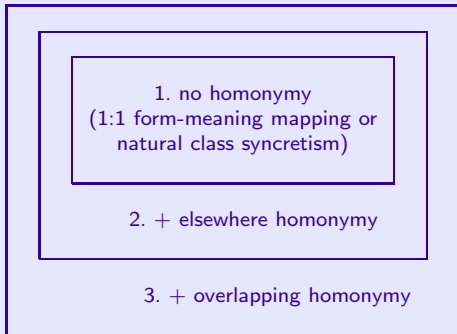 1. no homonymy
(1:1 form-meaning mapping or
natural class syncretism)
2. + elsewhere homonymy
3. + overlapping homonymy